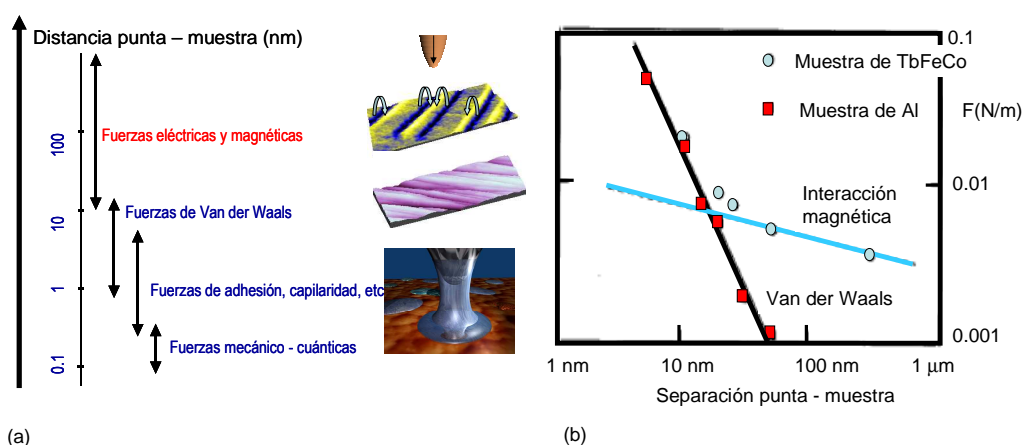 Distancia punta – muestra (nm)
Fuerzas eléctricas y magnéticas
100
Fuerzas de Van der Waals
10
Fuerzas de adhesión, capilaridad, etc
1
Fuerzas mecánico - cuánticas
0.1
(a)
0.1
Muestra de TbFeCo
Muestra de Al
F(N/m)
0.01
Interacción
magnética
Van der Waals
0.001
1 nm
10 nm
100 nm
1 μm
Separación punta - muestra
(b)